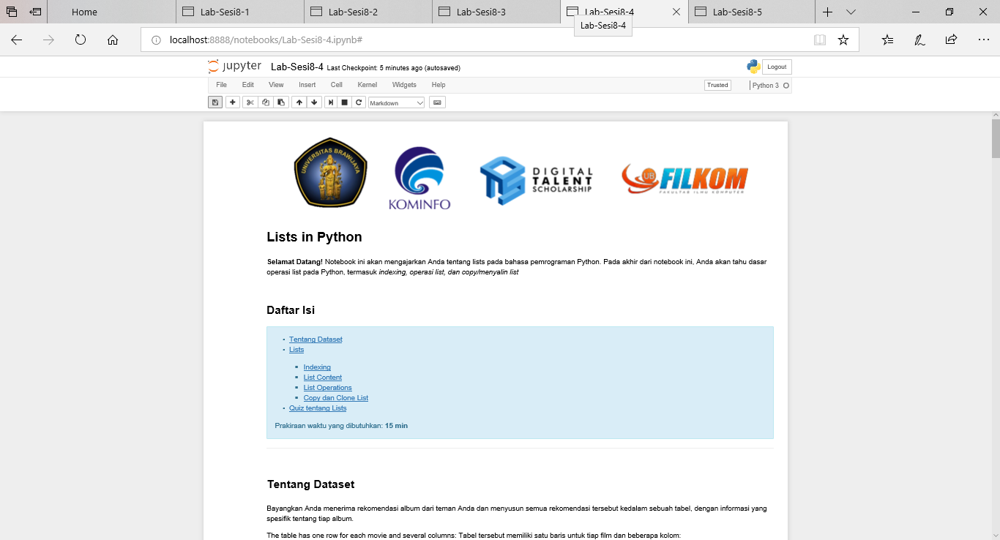 Home
Lab-Sesi8-1
Lab-Sesi8-2
Lab-Sesi8-3
Lab-Sesi8-4
Lab-Sesi8-5
Lab-Sesi8-4
localhost:8888/notebooks/Lab-Sesi8-4.ipynb#
jupyter Lab-Sesi8-4 Last Checkpoint: 5 minutes ago (autosaved)
Logout
File Edit View Insert Cell Kernel Widgets Help
Trusted
Python 3
Markdown
UNIVERSITAS BRAWIJAYA
KOMINFO
DIGITAL
TALENT
SCHOLARSHIP
UB FILKOM
FAKULTAS ILMU KOMPUTER
Lists in Python
Selamat Datang! Notebook ini akan mengajarkan Anda tentang lists pada bahasa pemrograman Python. Pada akhir dari notebook ini, Anda akan tahu dasar
operasi list pada Python, termasuk indexing, operasi list, dan copy/menyalin list
Daftar Isi
Tentang Dataset
Lists
Indexing
List Content
List Operations
Copy dan Clone List
Quiz tentang Lists
Prakiraan waktu yang dibutuhkan: 15 min
Tentang Dataset
Bayangkan Anda menerima rekomendasi album dari teman Anda dan menyusun semua rekomendasi tersebut kedalam sebuah tabel, dengan informasi yang
spesifik tentang tiap album.
The table has one row for each movie and several columns: Tabel tersebut memiliki satu baris untuk tiap film dan beberapa kolom: